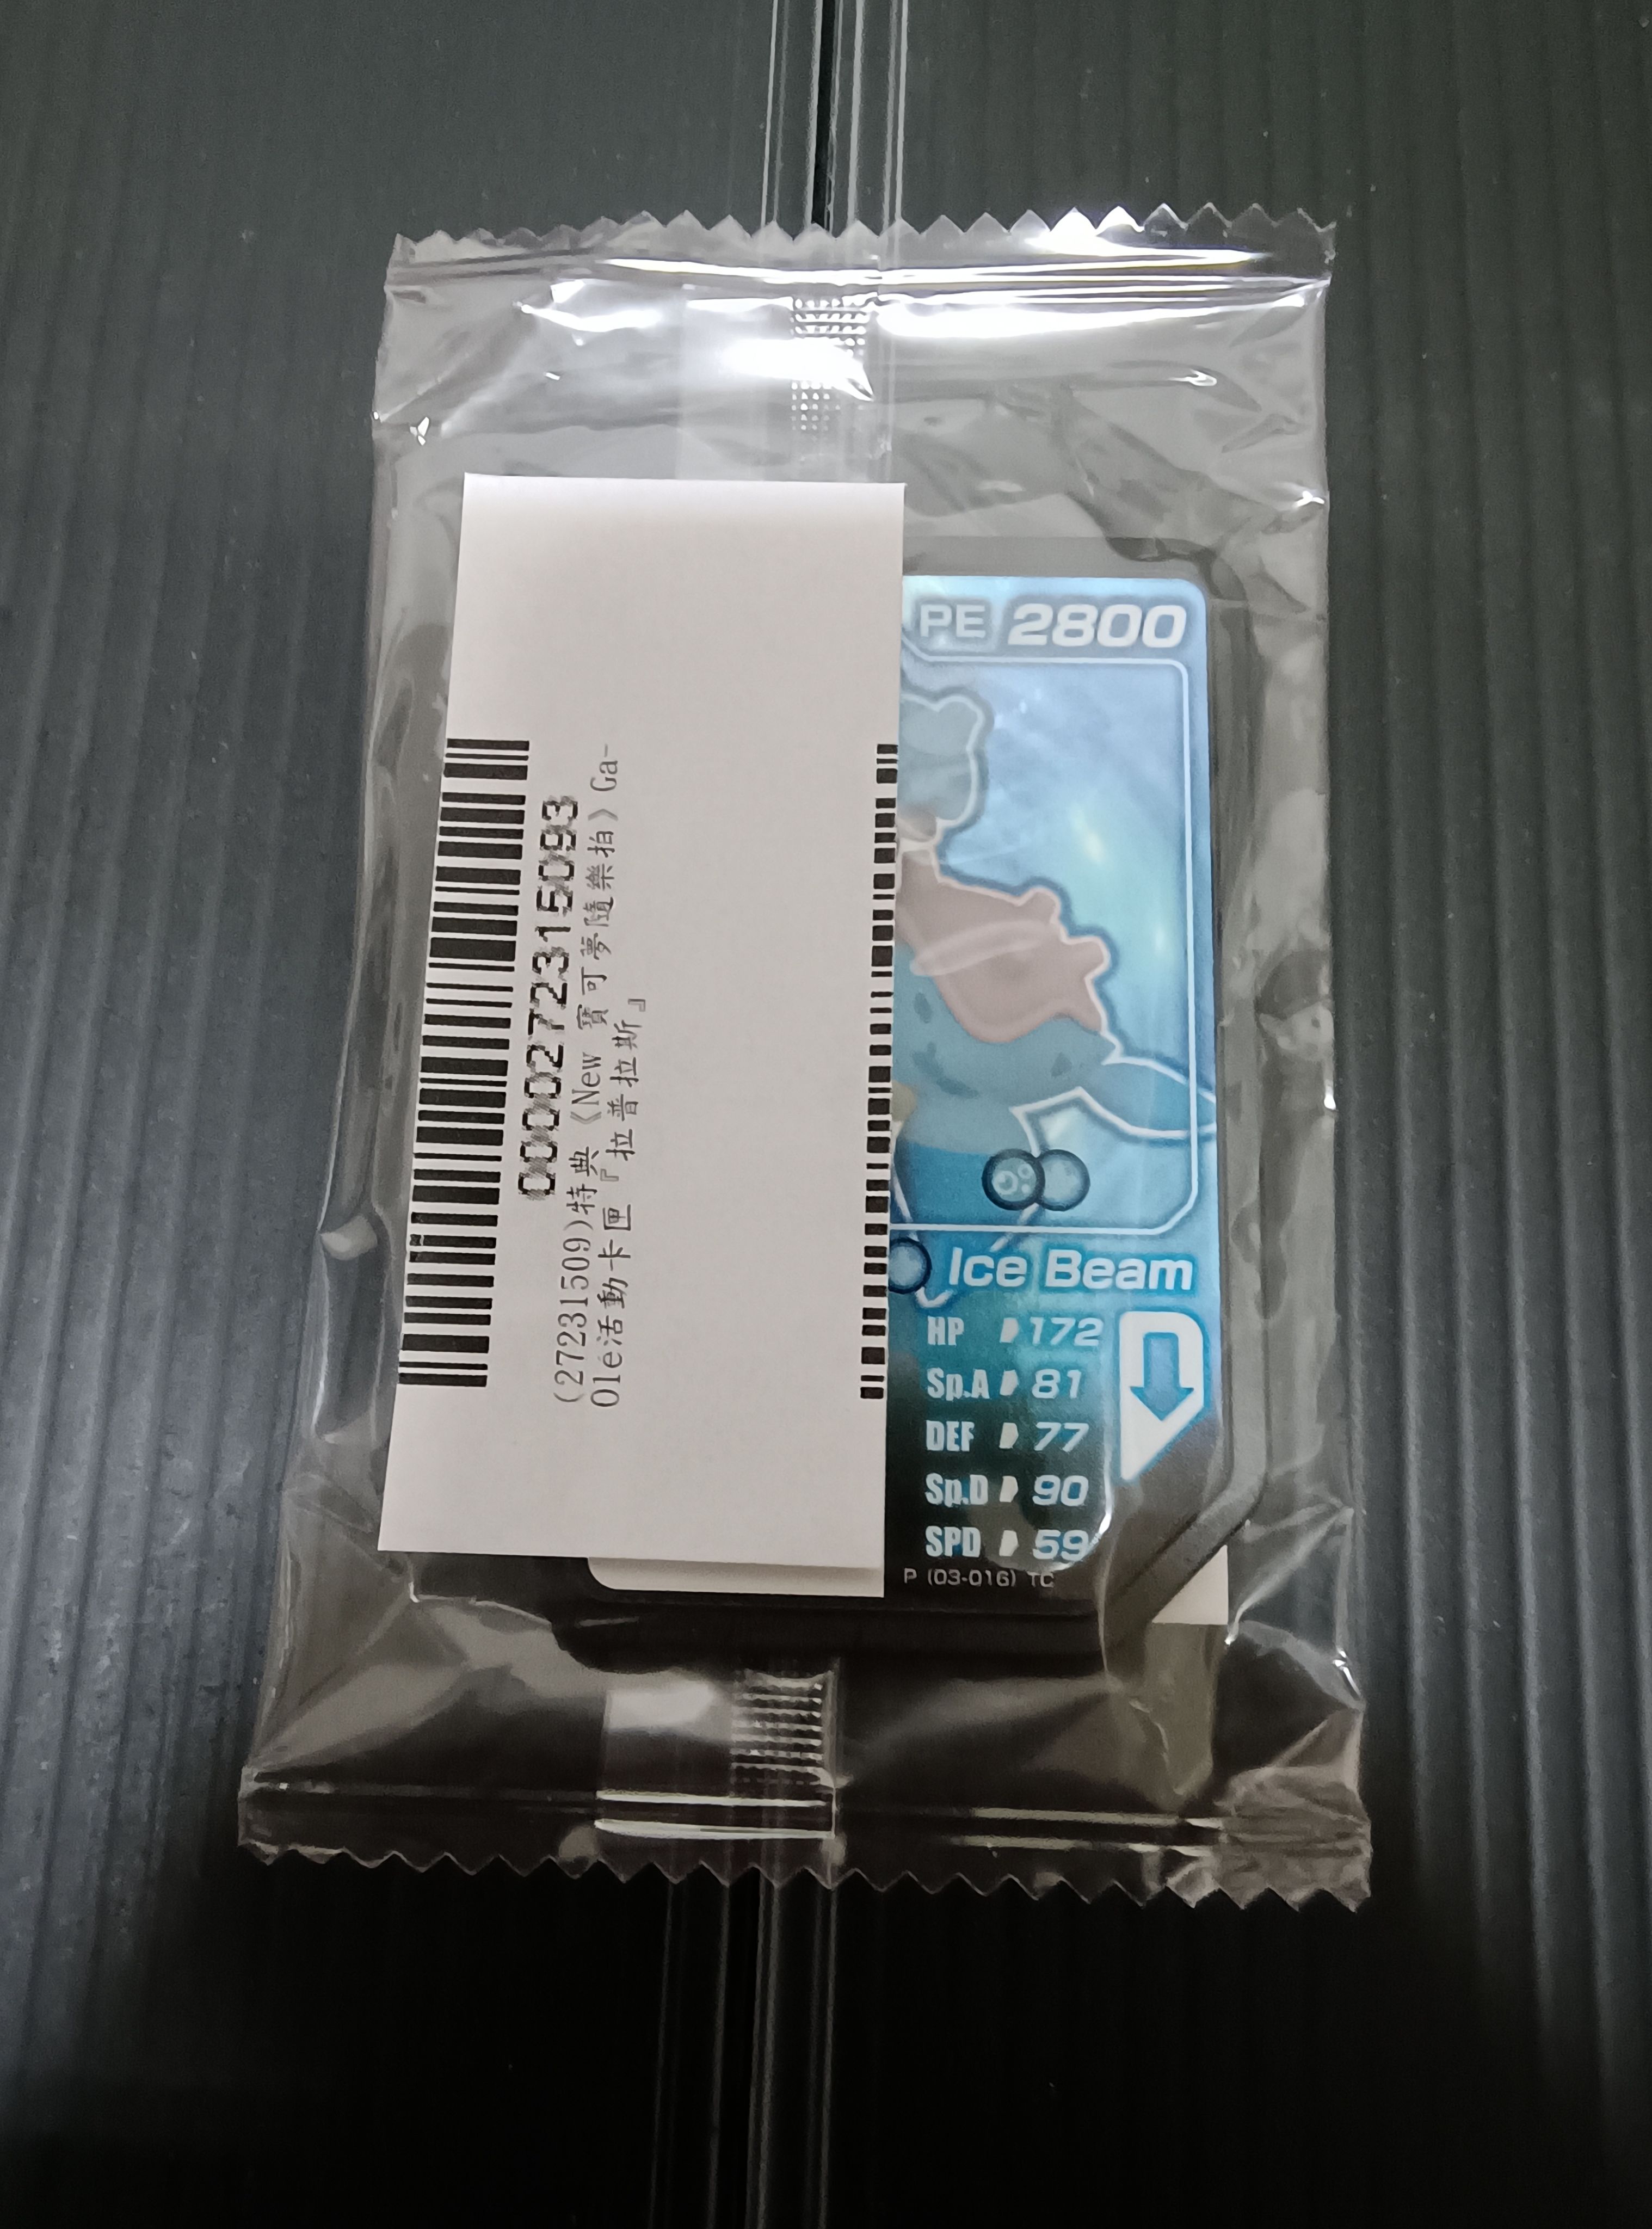 0000272315093
(27231509)特典《New 寶可夢隨樂拍》Ga-
Olé活動卡匣『拉普拉斯』
PE 2800
Ice Beam
HP 172
Sp.A 81
DEF 77
Sp.D 90
SPD 59
P (03-016) TC